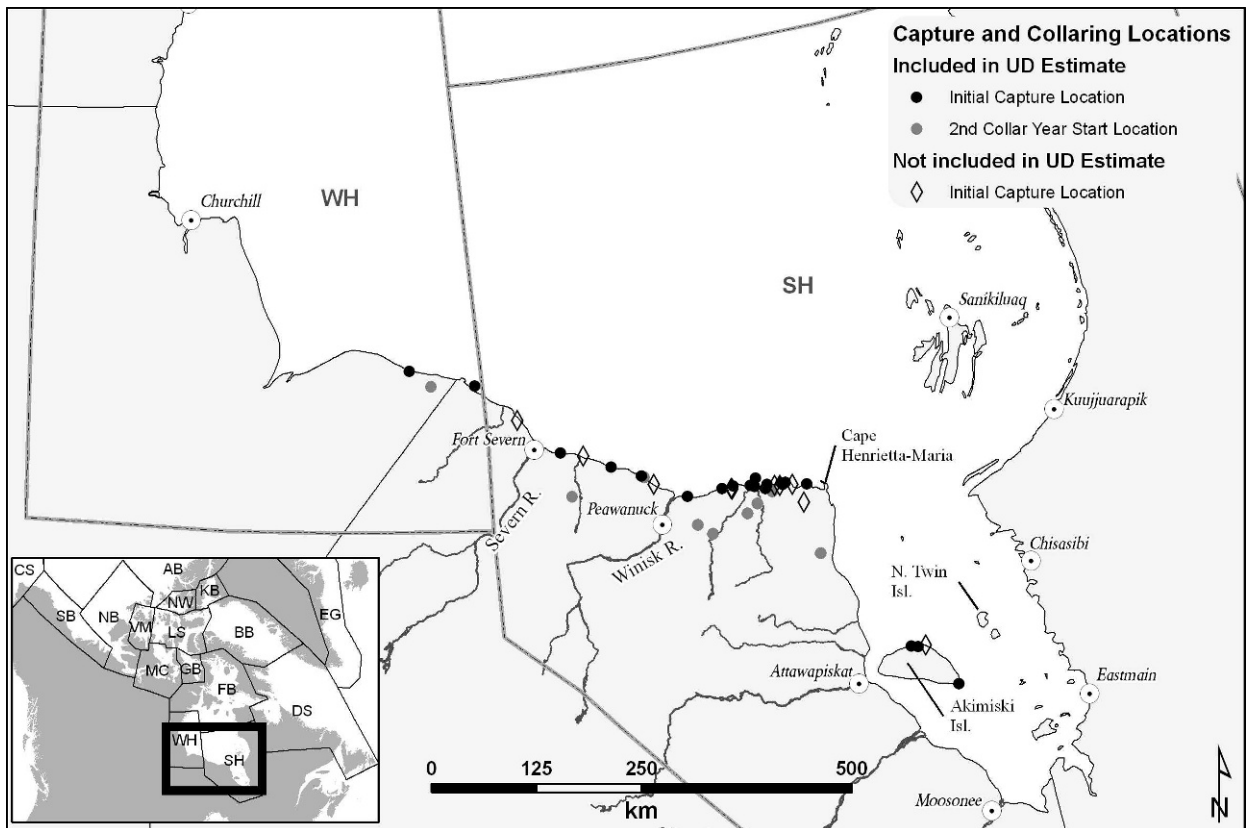 Capture and Collaring Locations
Included in UD Estimate
Initial Capture Location
2nd Collar Year Start Location
Not included in UD Estimate
Initial Capture Location
Churchill
WH
SH
Sanikiluaq
Kuujjuarapik
Fort Severn
Cape
Henrietta-Maria
Severn R.
Peawanuck
Winisk R.
Chisasibi
N. Twin
Isl.
Attawapiskat
Eastmain
Akimiski
Isl.
Moosonee
0 125 250 500
km
N
CS
AB
SB
NB
NW
KB
VM
LS
BB
EG
MC
GB
FB
DS
WH
SH